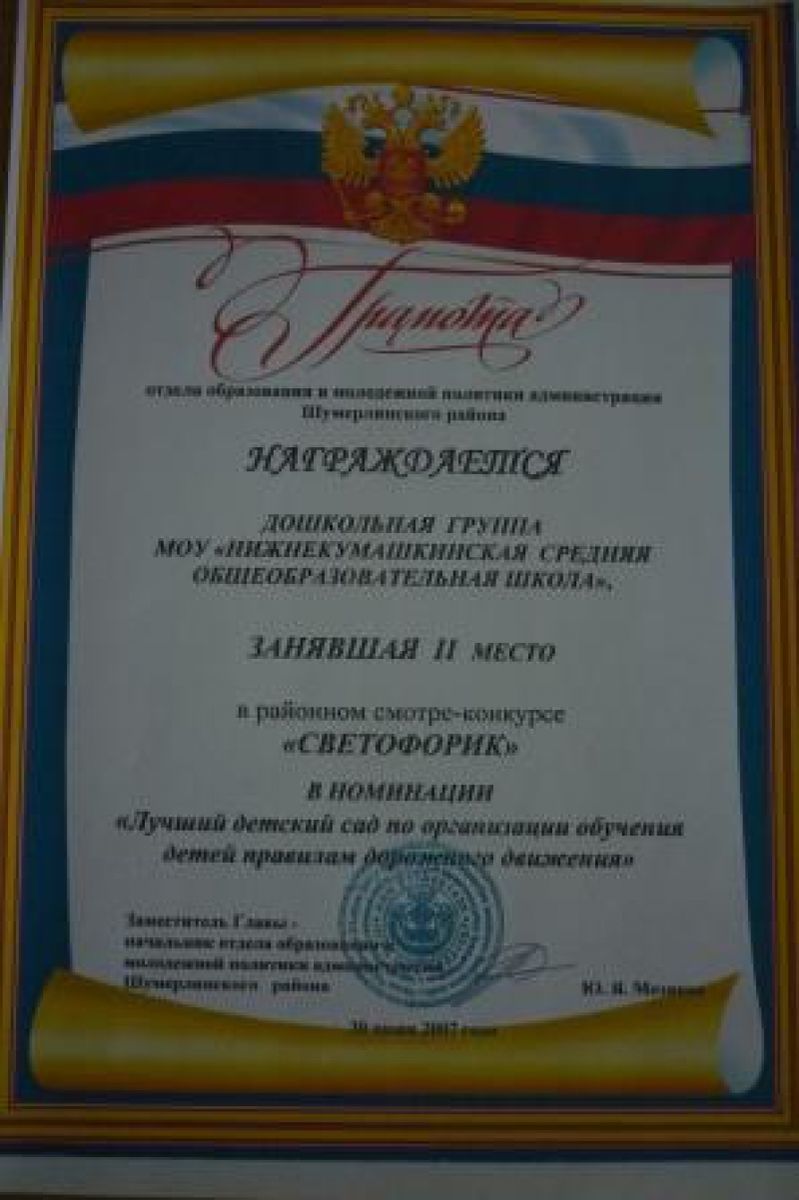 Грамота
отдела образования и молодежной политики администрации
Шумерлинского района
НАГРАЖДАЕТСЯ
ДОШКОЛЬНАЯ ГРУППА
МОУ «НИЖНЕКУМАШКИНСКАЯ СРЕДНЯЯ
ОБЩЕОБРАЗОВАТЕЛЬНАЯ ШКОЛА»,
ЗАНЯВШАЯ II МЕСТО
в районном смотре-конкурсе
«СВЕТОФОРИК»
В НОМИНАЦИИ
«Лучший детский сад по организации обучения
детей правилам дорожного движения»
Заместитель Главы -
начальник отдела образования и
молодежной политики администрации
Шумерлинского района Ю. Я.
2007 года